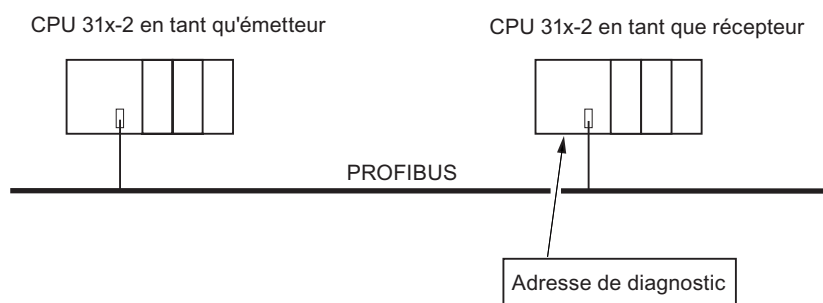 CPU 31x-2 en tant qu'émetteur
CPU 31x-2 en tant que récepteur
PROFIBUS
Adresse de diagnostic